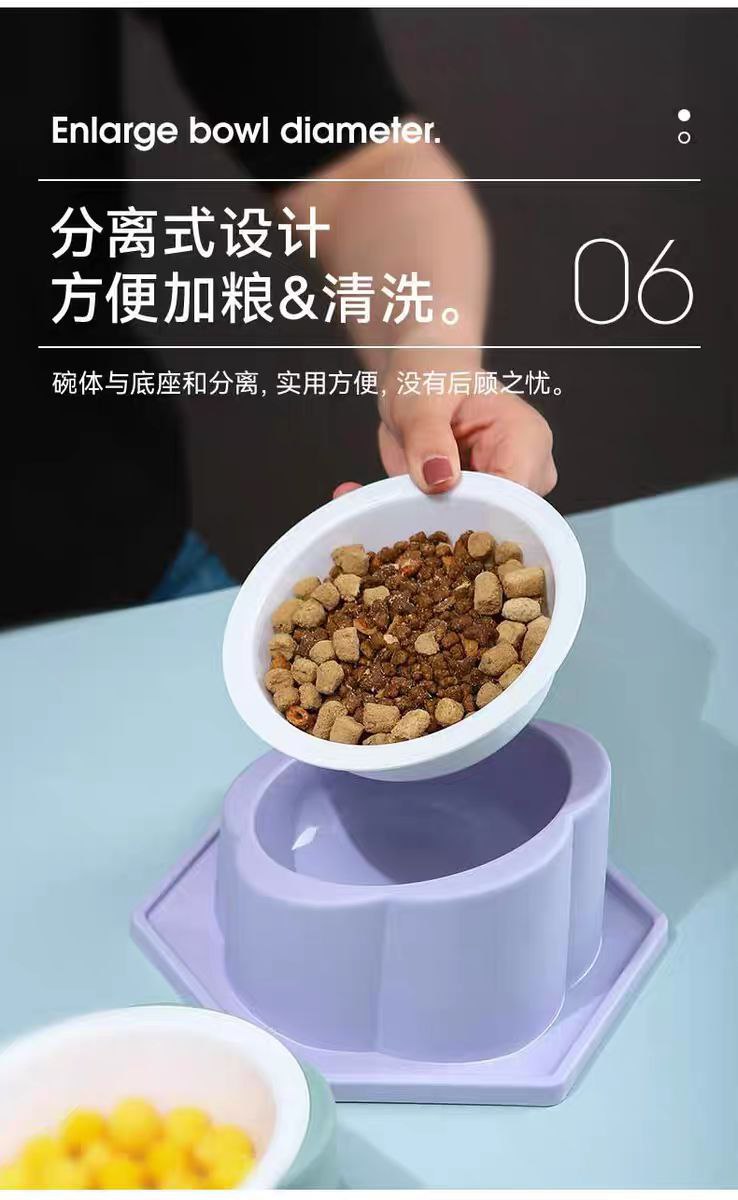 Enlarge bowl diameter.
分离式设计
方便加粮&清洗。
06
碗体与底座和分离, 实用方便, 没有后顾之忧。